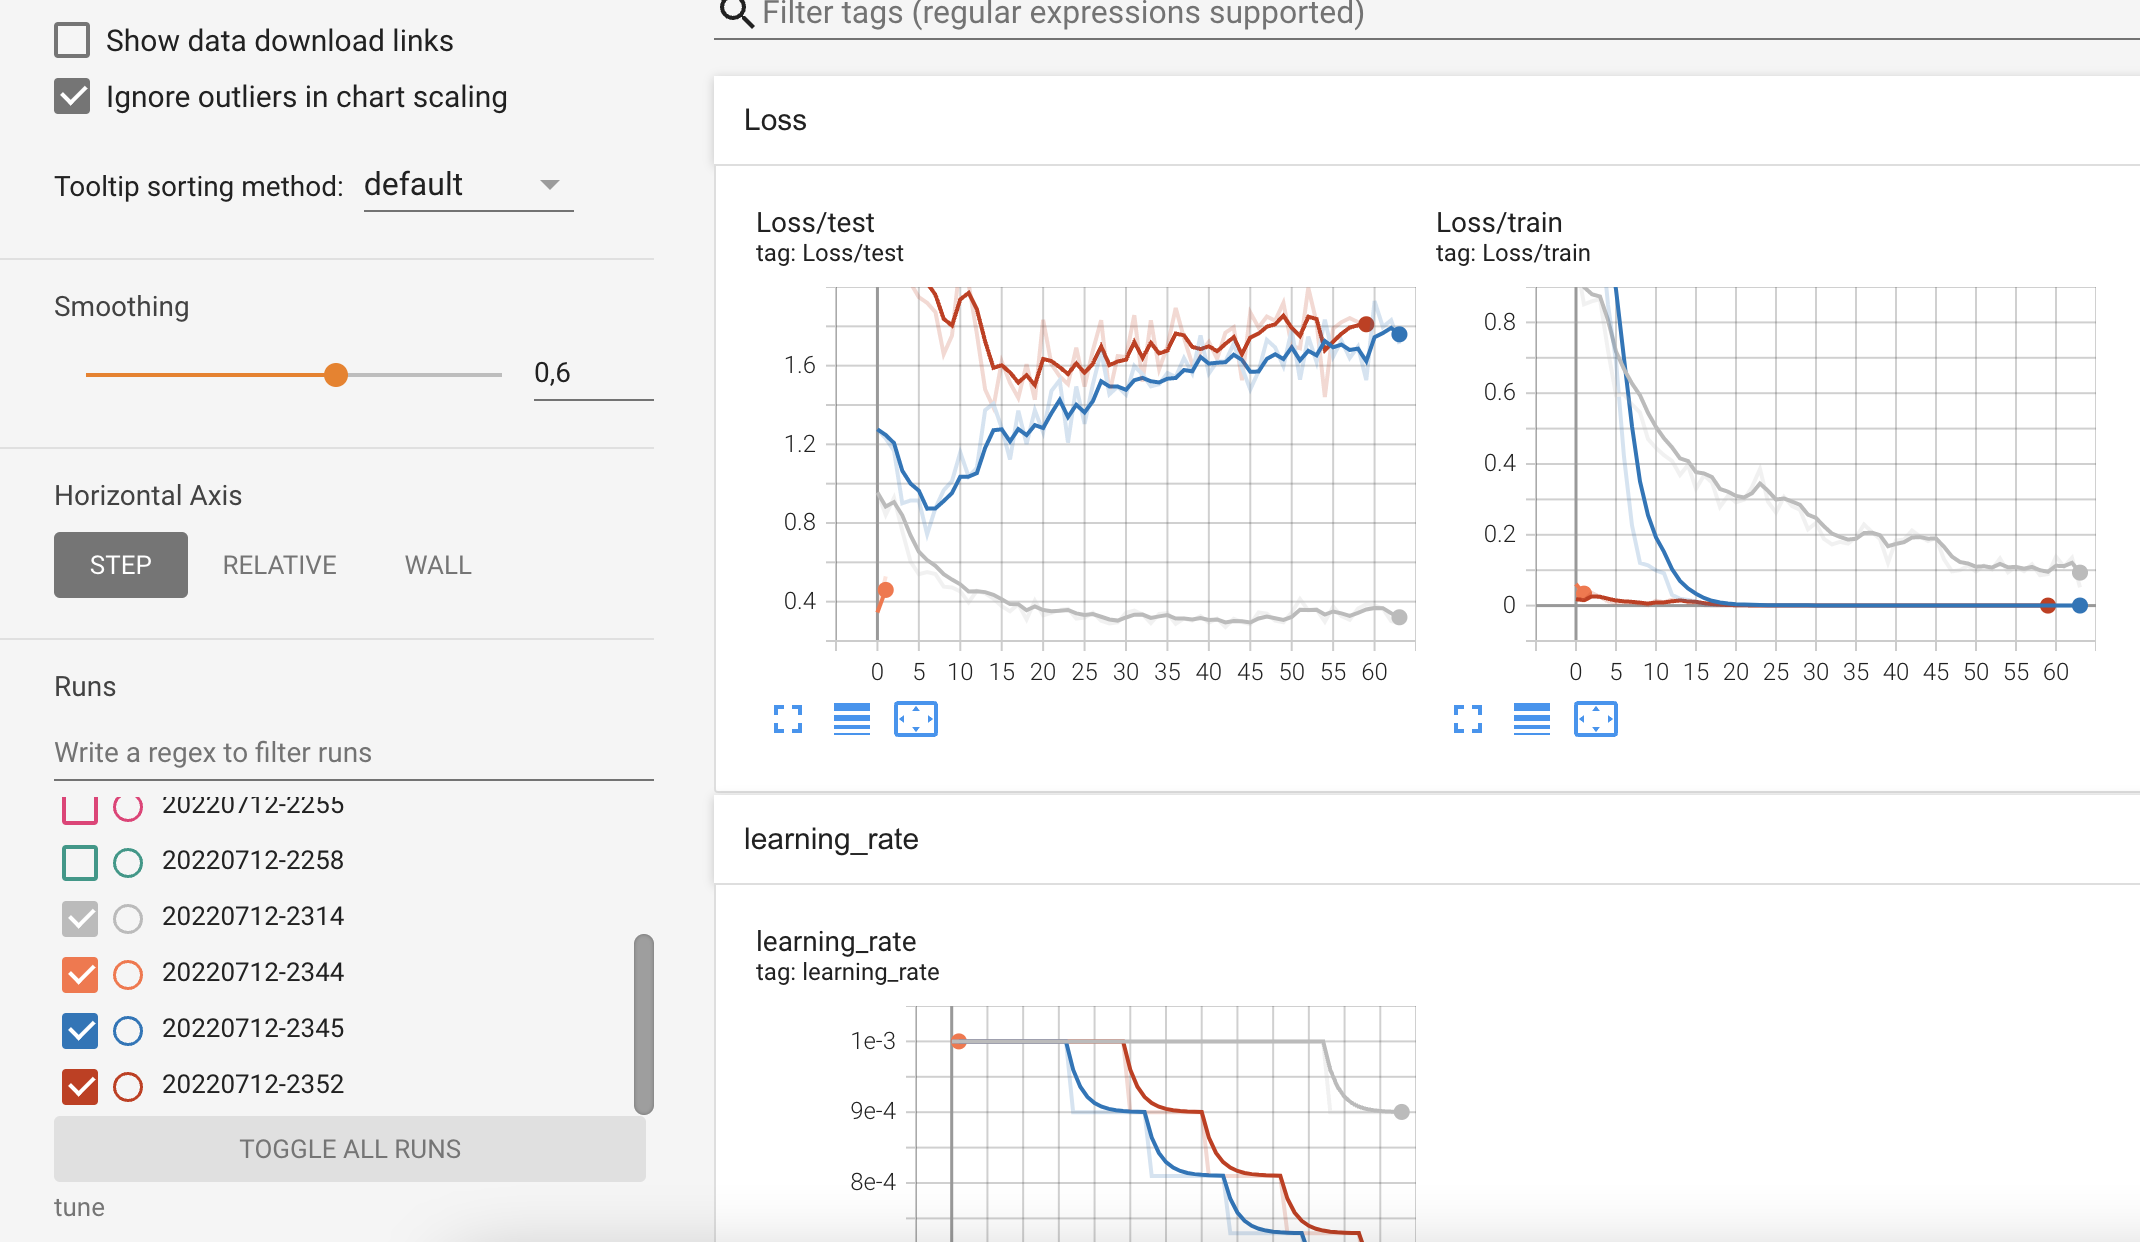 Show data download links
Ignore outliers in chart scaling
Tooltip sorting method: default
Smoothing
0,6
Horizontal Axis
STEP RELATIVE WALL
Runs
Write a regex to filter runs
20220712-2255
20220712-2258
20220712-2314
20220712-2344
20220712-2345
20220712-2352
TOGGLE ALL RUNS
tune
Filter tags (regular expressions supported)
Loss
Loss/test
tag: Loss/test
1.6
1.2
0.8
0.4
0 5 10 15 20 25 30 35 40 45 50 55 60
Loss/train
tag: Loss/train
0.8
0.6
0.4
0.2
0
0 5 10 15 20 25 30 35 40 45 50 55 60
learning_rate
learning_rate
tag: learning_rate
1e-3
9e-4
8e-4